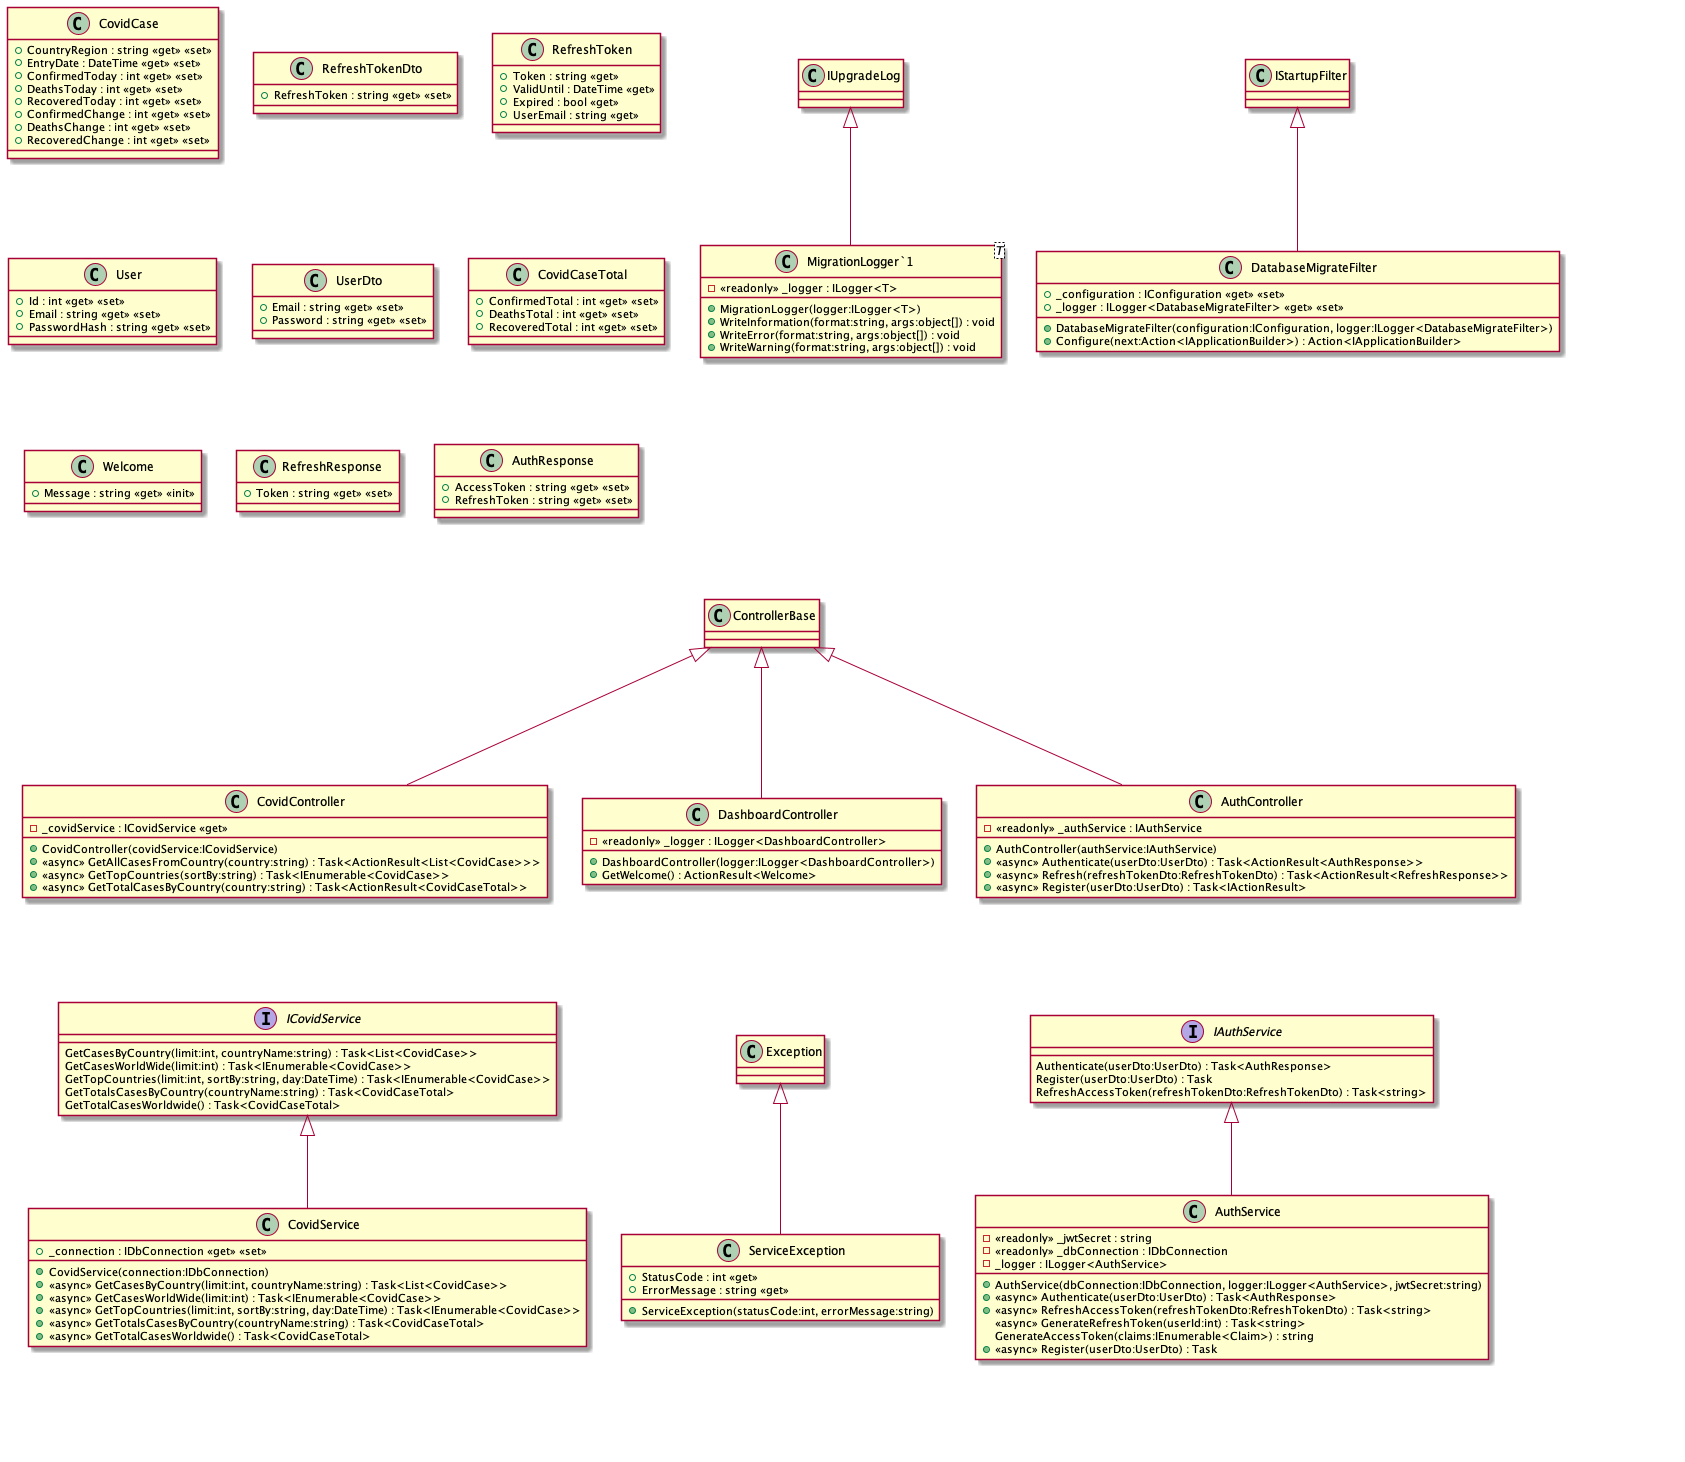 C CovidCase
CountryRegion : string «get» «set»
EntryDate : DateTime «get» «set»
ConfirmedToday : int «get» «set»
DeathsToday : int «get» «set»
RecoveredToday : int «get» «set»
ConfirmedChange : int «get» «set»
DeathsChange : int «get» «set»
RecoveredChange : int «get» «set»
C RefreshTokenDto
RefreshToken : string «get» «set»
C RefreshToken
Token : string «get»
ValidUntil : DateTime «get»
Expired : bool «get»
UserEmail : string «get»
C IUpgradeLog
C IStartupFilter
C User
Id : int «get» «set»
Email : string «get» «set»
PasswordHash : string «get» «set»
C UserDto
Email : string «get» «set»
Password : string «get» «set»
C CovidCaseTotal
ConfirmedTotal : int «get» «set»
DeathsTotal : int «get» «set»
RecoveredTotal : int «get» «set»
T
C MigrationLogger`1
«readonly» _logger : ILogger<T>
MigrationLogger(logger:ILogger<T>)
WriteInformation(format:string, args:object[]) : void
WriteError(format:string, args:object[]) : void
WriteWarning(format:string, args:object[]) : void
C DatabaseMigrateFilter
_configuration : IConfiguration «get» «set»
_logger : ILogger<DatabaseMigrateFilter> «get» «set»
DatabaseMigrateFilter(configuration:IConfiguration, logger:ILogger<DatabaseMigrateFilter>)
Configure(next:Action<IApplicationBuilder>) : Action<IApplicationBuilder>
C Welcome
Message : string «get» «init»
C RefreshResponse
Token : string «get» «set»
C AuthResponse
AccessToken : string «get» «set»
RefreshToken : string «get» «set»
C ControllerBase
C CovidController
_covidService : ICovidService «get»
CovidController(covidService:ICovidService)
«async» GetAllCasesFromCountry(country:string) : Task<ActionResult<List<CovidCase>>>
«async» GetTopCountries(sortBy:string) : Task<IEnumerable<CovidCase>>
«async» GetTotalCasesByCountry(country:string) : Task<ActionResult<CovidCaseTotal>>
C DashboardController
«readonly» _logger : ILogger<DashboardController>
DashboardController(logger:ILogger<DashboardController>)
GetWelcome() : ActionResult<Welcome>
C AuthController
«readonly» _authService : IAuthService
AuthController(authService:IAuthService)
«async» Authenticate(userDto:UserDto) : Task<ActionResult<AuthResponse>>
«async» Refresh(refreshTokenDto:RefreshTokenDto) : Task<ActionResult<RefreshResponse>>
«async» Register(userDto:UserDto) : Task<IActionResult>
I ICovidService
GetCasesByCountry(limit:int, countryName:string) : Task<List<CovidCase>>
GetCasesWorldWide(limit:int) : Task<IEnumerable<CovidCase>>
GetTopCountries(limit:int, sortBy:string, day:DateTime) : Task<IEnumerable<CovidCase>>
GetTotalsCasesByCountry(countryName:string) : Task<CovidCaseTotal>
GetTotalCasesWorldwide() : Task<CovidCaseTotal>
C Exception
I IAuthService
Authenticate(userDto:UserDto) : Task<AuthResponse>
Register(userDto:UserDto) : Task
RefreshAccessToken(refreshTokenDto:RefreshTokenDto) : Task<string>
C CovidService
_connection : IDbConnection «get» «set»
CovidService(connection:IDbConnection)
«async» GetCasesByCountry(limit:int, countryName:string) : Task<List<CovidCase>>
«async» GetCasesWorldWide(limit:int) : Task<IEnumerable<CovidCase>>
«async» GetTopCountries(limit:int, sortBy:string, day:DateTime) : Task<IEnumerable<CovidCase>>
«async» GetTotalsCasesByCountry(countryName:string) : Task<CovidCaseTotal>
«async» GetTotalCasesWorldwide() : Task<CovidCaseTotal>
C ServiceException
StatusCode : int «get»
ErrorMessage : string «get»
ServiceException(statusCode:int, errorMessage:string)
C AuthService
«readonly» _jwtSecret : string
«readonly» _dbConnection : IDbConnection
_logger : ILogger<AuthService>
AuthService(dbConnection:IDbConnection, logger:ILogger<AuthService>, jwtSecret:string)
«async» Authenticate(userDto:UserDto) : Task<AuthResponse>
«async» RefreshAccessToken(refreshTokenDto:RefreshTokenDto) : Task<string>
«async» GenerateRefreshToken(userId:int) : Task<string>
GenerateAccessToken(claims:IEnumerable<Claim>) : string
«async» Register(userDto:UserDto) : Task